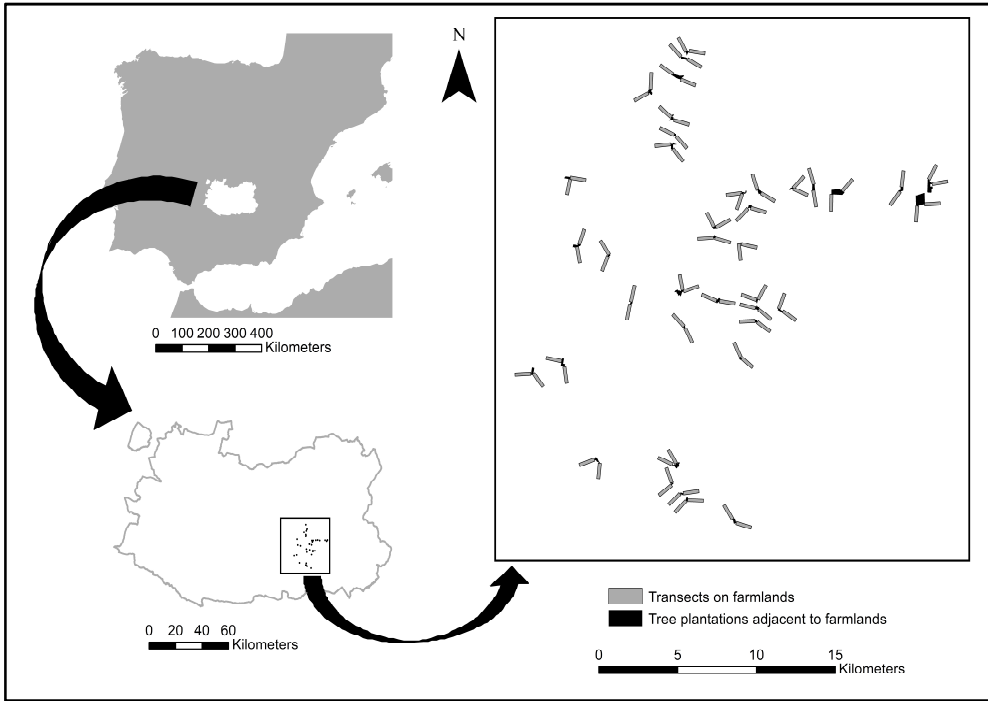 N
0 100 200 300 400
Kilometers
0 20 40 60
Kilometers
Transects on farmlands
Tree plantations adjacent to farmlands
0 5 10 15
Kilometers